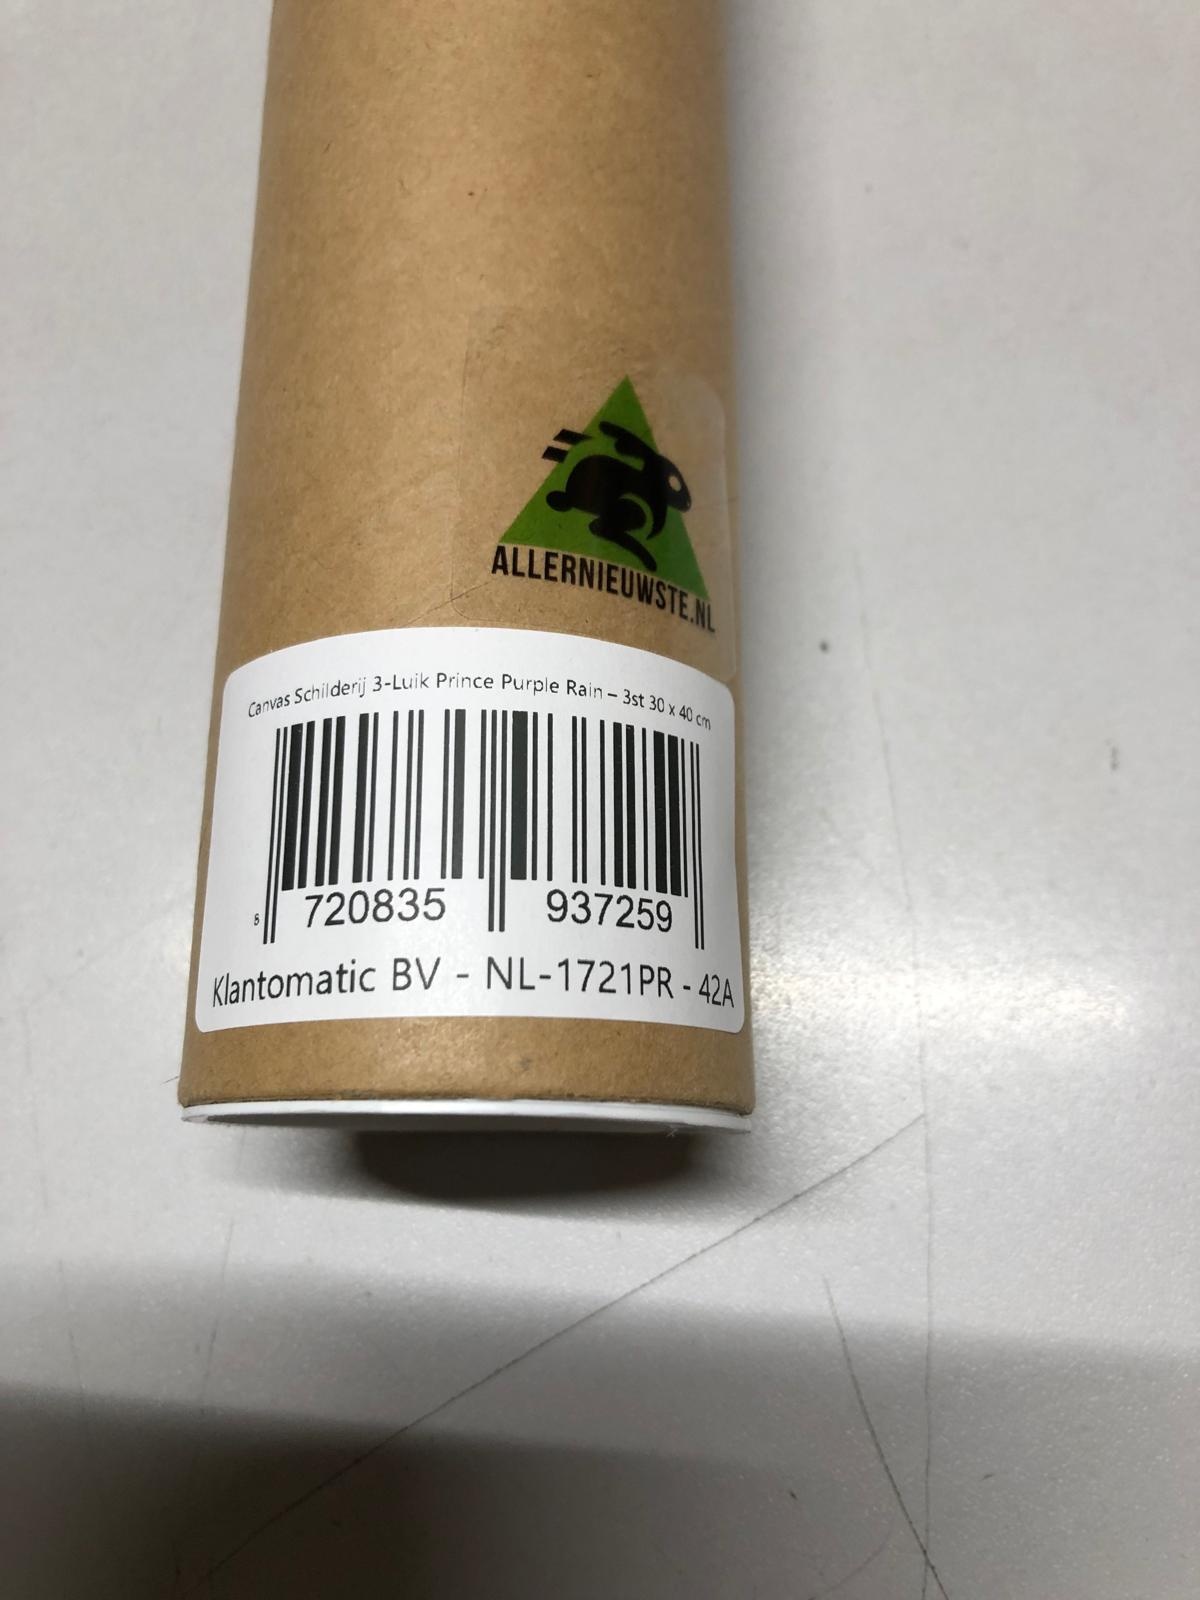 ALLERNIEUWSTE.NL
Canvas Schilderij 3-Luik Prince Purple Rain – 3st 30 x 40 cm
8 720835 937259
Klantomatic BV - NL-1721PR - 42A